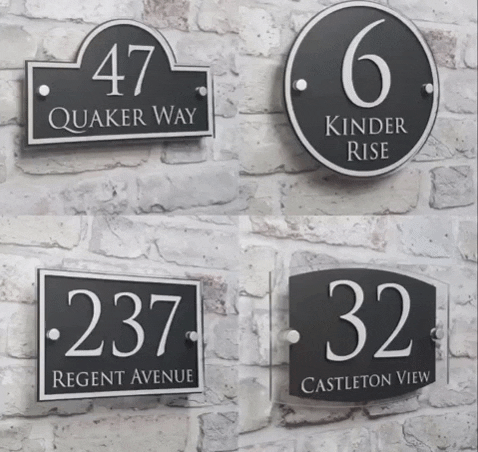 47
QUAKER WAY
6
KINDER
RISE
237
REGENT AVENUE
32
CASTLETON VIEW